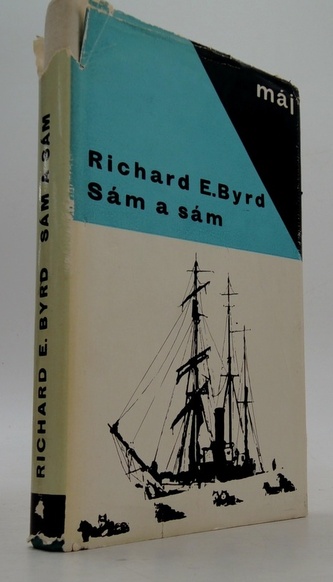 máj
Richard E. Byrd
Sám a sám
RICHARD E. BYRD SÁM A SÁM